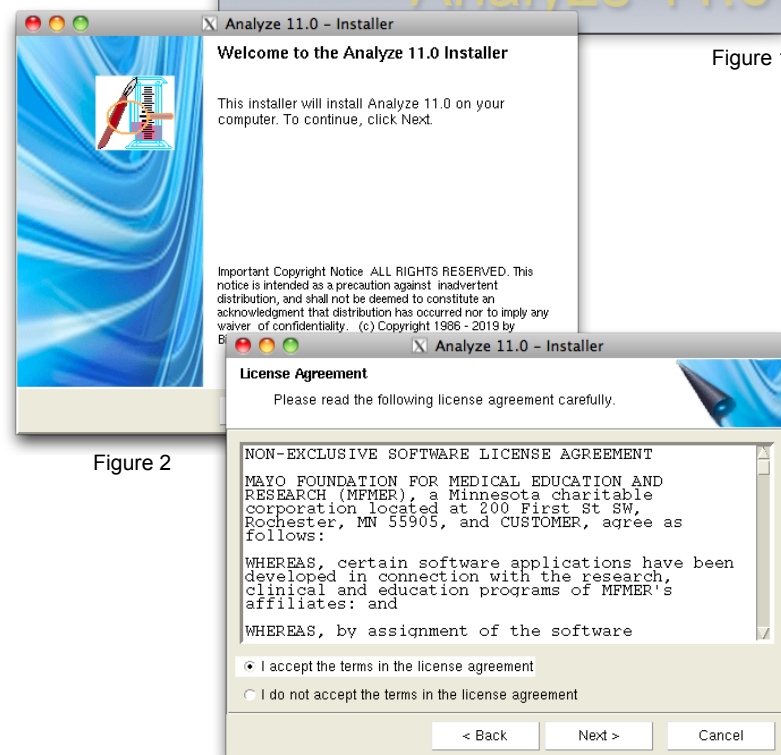 Analyze 11.0
Figure
Analyze 11.0 - Installer
Welcome to the Analyze 11.0 Installer
This installer will install Analyze 11.0 on your
computer. To continue, click Next.
Important Copyright Notice ALL RIGHTS RESERVED. This
notice is intended as a precaution against inadvertent
distribution, and shall not be deemed to constitute an
acknowledgment that distribution has occurred nor to imply any
waiver of confidentiality. (c) Copyright 1986 - 2019 by
Figure 2
Analyze 11.0 - Installer
License Agreement
Please read the following license agreement carefully.
NON-EXCLUSIVE SOFTWARE LICENSE AGREEMENT
MAYO FOUNDATION FOR MEDICAL EDUCATION AND
RESEARCH (MFMER), a Minnesota charitable
corporation located at 200 First St SW,
Rochester, MN 55905, and CUSTOMER, agree as
follows:
WHEREAS, certain software applications have been
developed in connection with the research,
clinical and education programs of MFMER's
affiliates: and
WHEREAS, by assignment of the software
I accept the terms in the license agreement
I do not accept the terms in the license agreement
< Back
Next >
Cancel